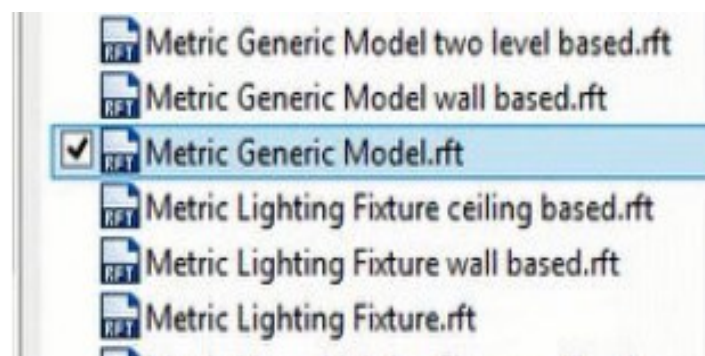 Metric Generic Model two level based.rft
Metric Generic Model wall based.rft
Metric Generic Model.rft
Metric Lighting Fixture ceiling based.rft
Metric Lighting Fixture wall based.rft
Metric Lighting Fixture.rft